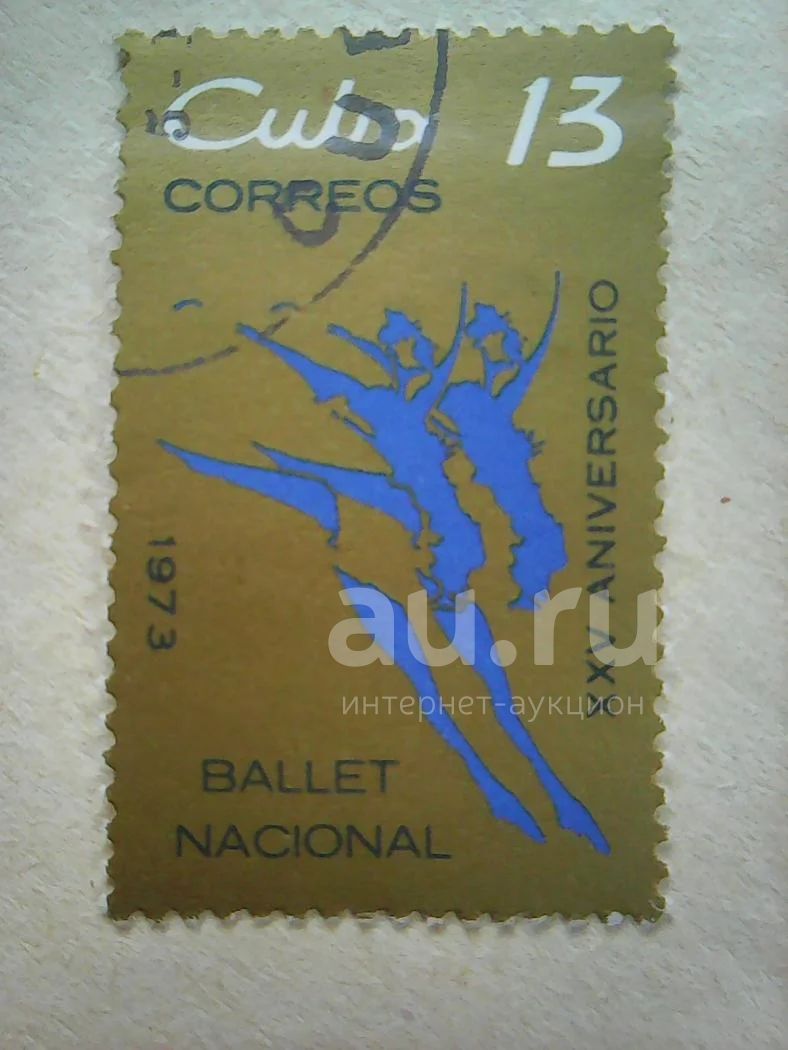 Cuba 13
CORREOS
XXV ANIVERSARIO
1973
au.ru
интернет-аукцион
BALLET
NACIONAL